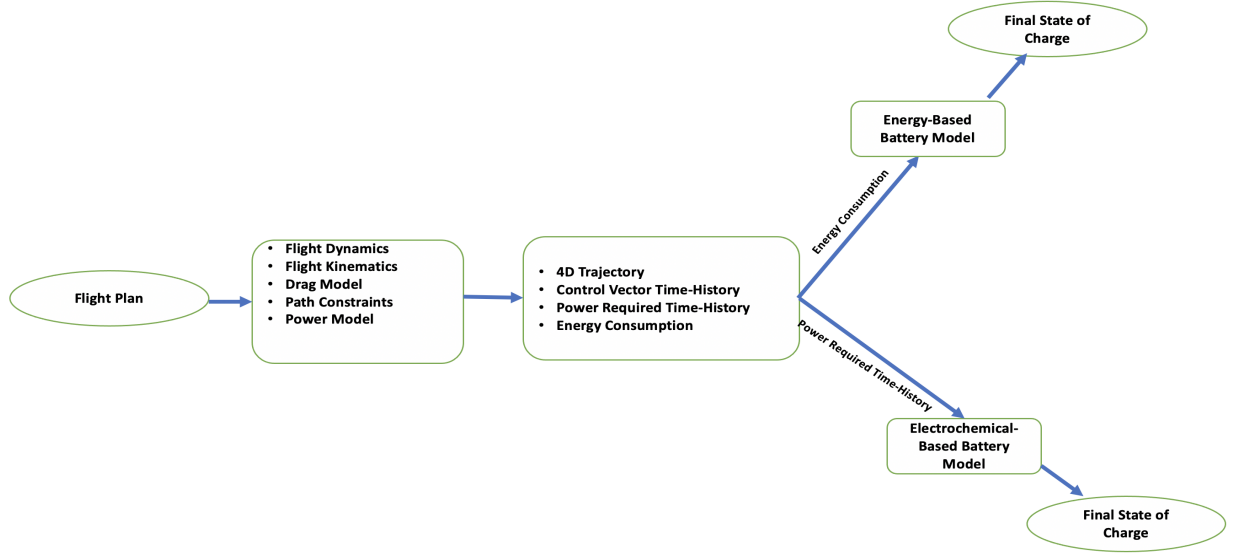 Final State of
Charge
Energy-Based
Battery Model
Energy Consumption
Flight Plan
• Flight Dynamics
• Flight Kinematics
• Drag Model
• Path Constraints
• Power Model
• 4D Trajectory
• Control Vector Time-History
• Power Required Time-History
• Energy Consumption
Power Required Time-History
Electrochemical-
Based Battery
Model
Final State of
Charge